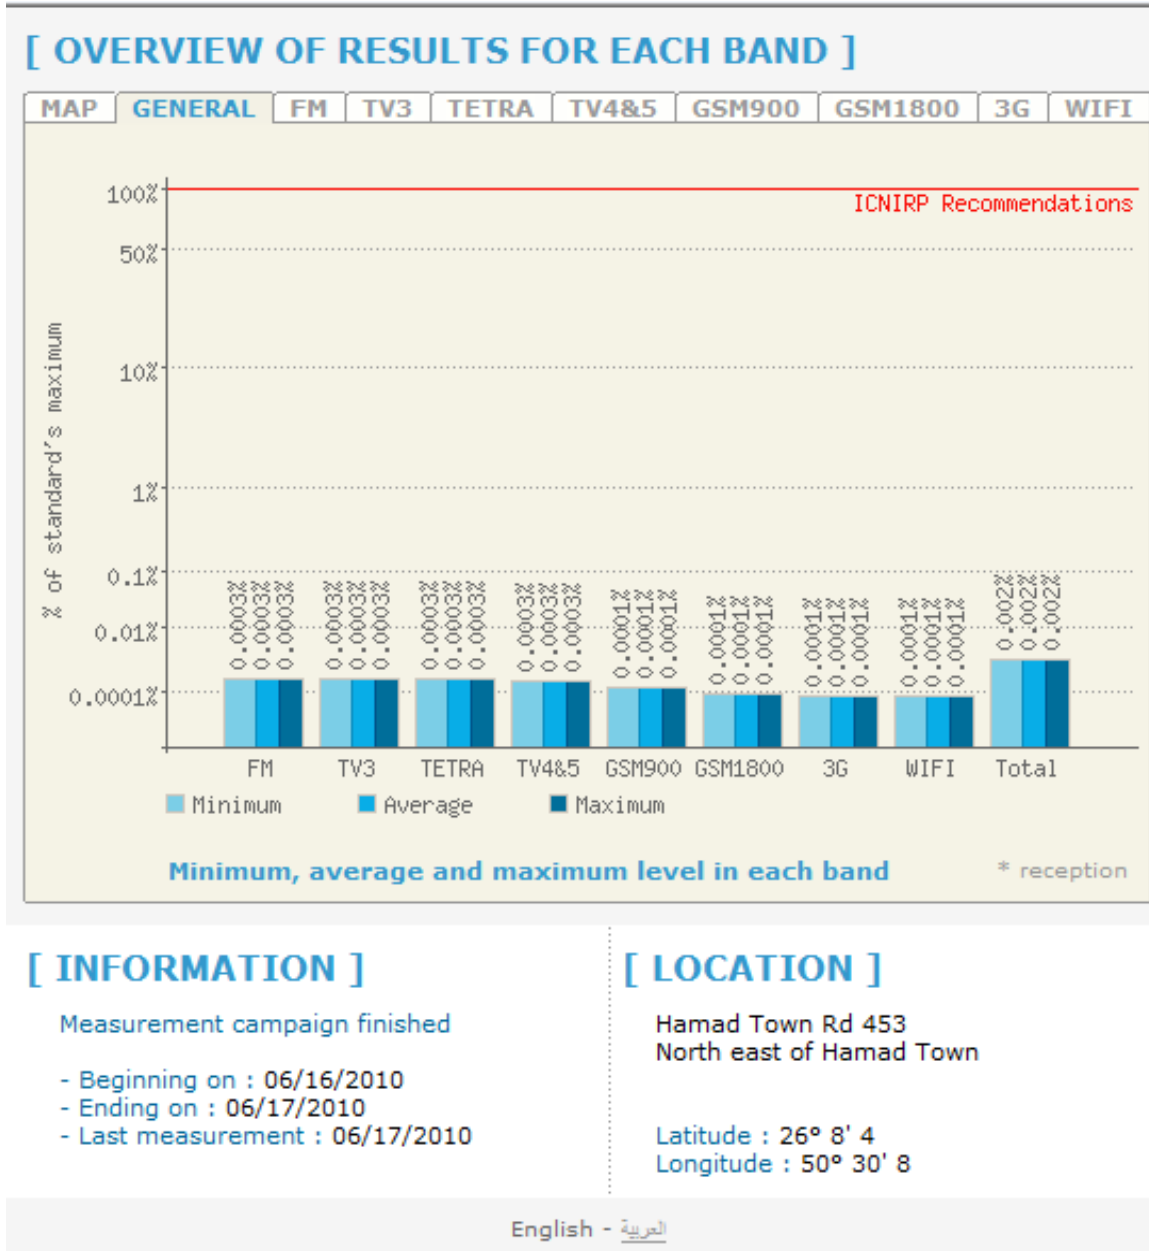 [ OVERVIEW OF RESULTS FOR EACH BAND ]
MAP GENERAL FM TV3 TETRA TV4&5 GSM900 GSM1800 3G WIFI
100%
ICNIRP Recommendations
50%
10%
1%
0.1%
0.01%
0.0001%
% of standard's maximum
0.0003% 0.0003% 0.0003%
0.0003% 0.0003% 0.0003%
0.0003% 0.0003% 0.0003%
0.0003% 0.0003% 0.0003%
0.0001% 0.0001% 0.0001%
0.0001% 0.0001% 0.0001%
0.0001% 0.0001% 0.0001%
0.0001% 0.0001% 0.0001%
0.002% 0.002% 0.002%
FM TV3 TETRA TV4&5 GSM900 GSM1800 3G WIFI Total
Minimum Average Maximum
Minimum, average and maximum level in each band * reception
[ INFORMATION ]
Measurement campaign finished
- Beginning on : 06/16/2010
- Ending on : 06/17/2010
- Last measurement : 06/17/2010
[ LOCATION ]
Hamad Town Rd 453
North east of Hamad Town
Latitude : 26° 8' 4
Longitude : 50° 30' 8
English - العربية